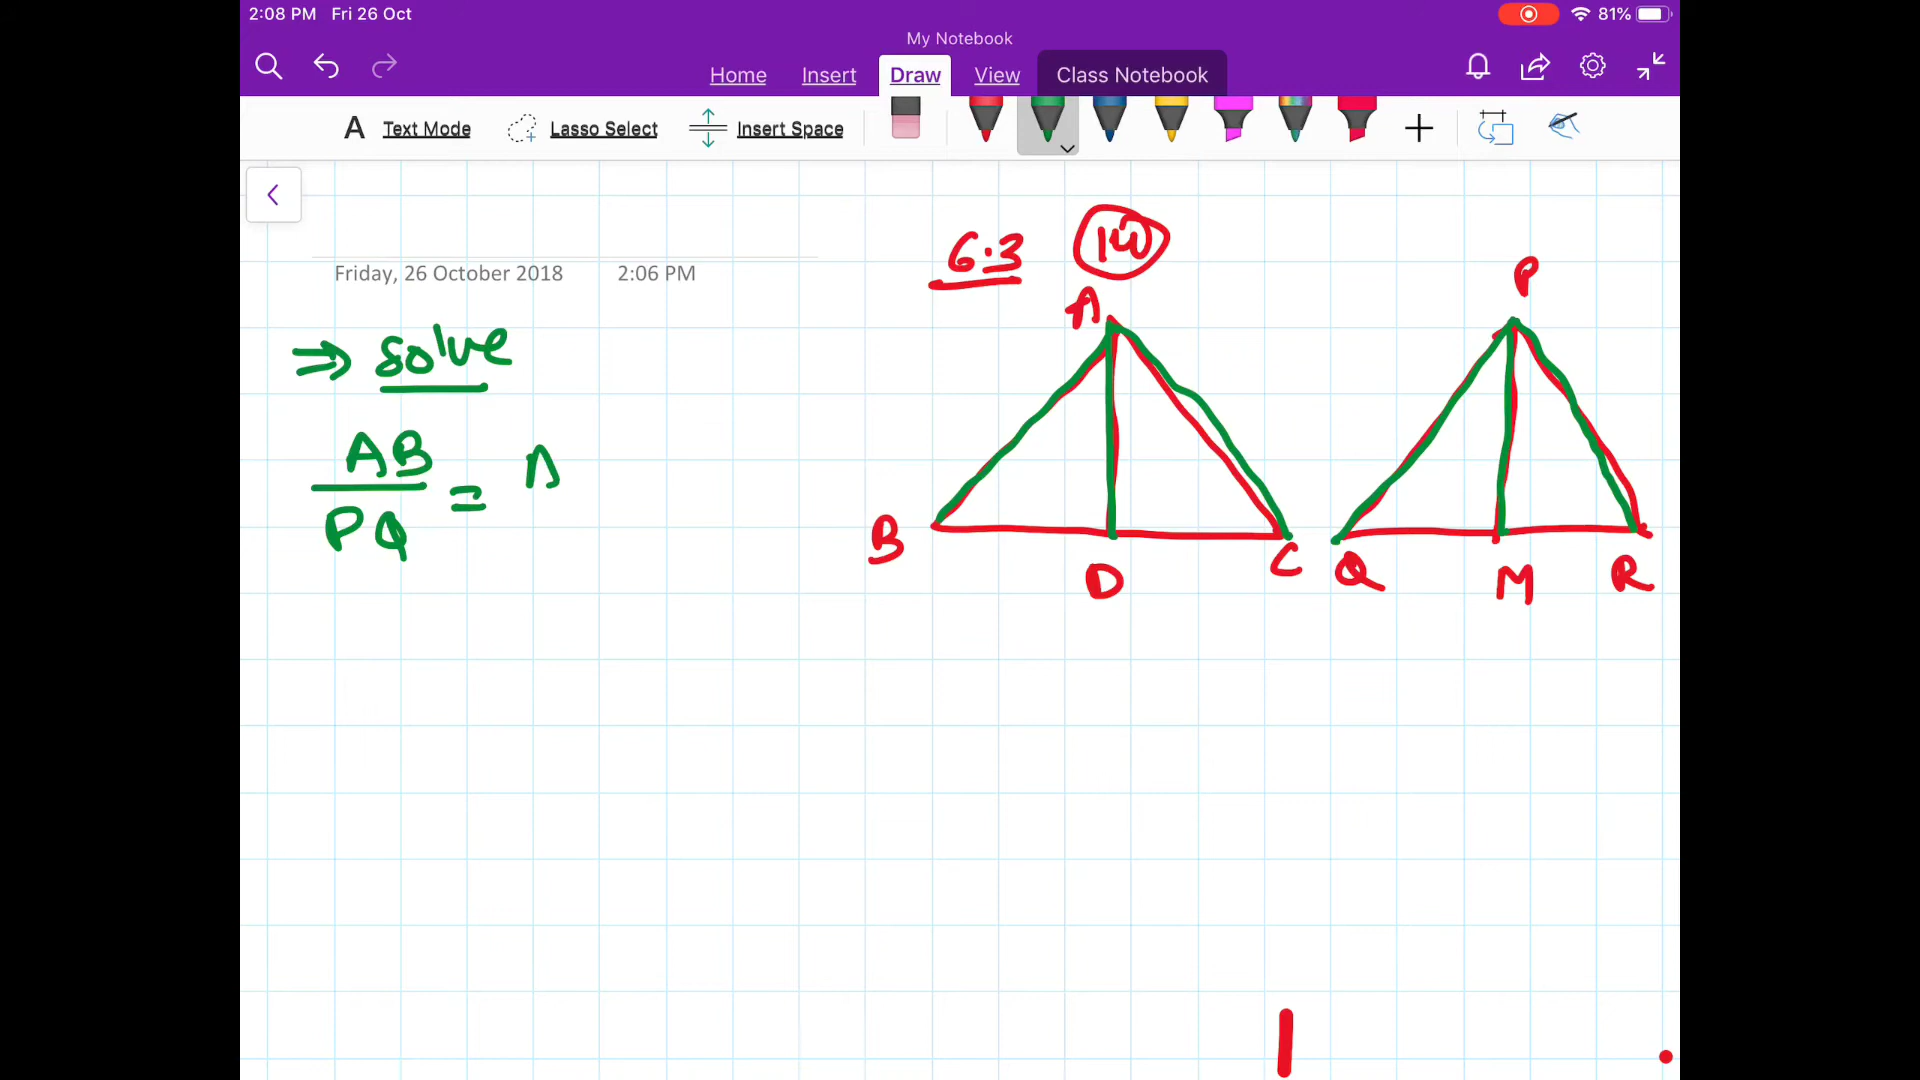 2:08 PM Fri 26 Oct 81%
My Notebook
Home Insert Draw View Class Notebook
A Text Mode Lasso Select Insert Space
6.3 14
Friday, 26 October 2018 2:06 PM
⇒ solve
A P
AB
PQ =
B D C Q M R